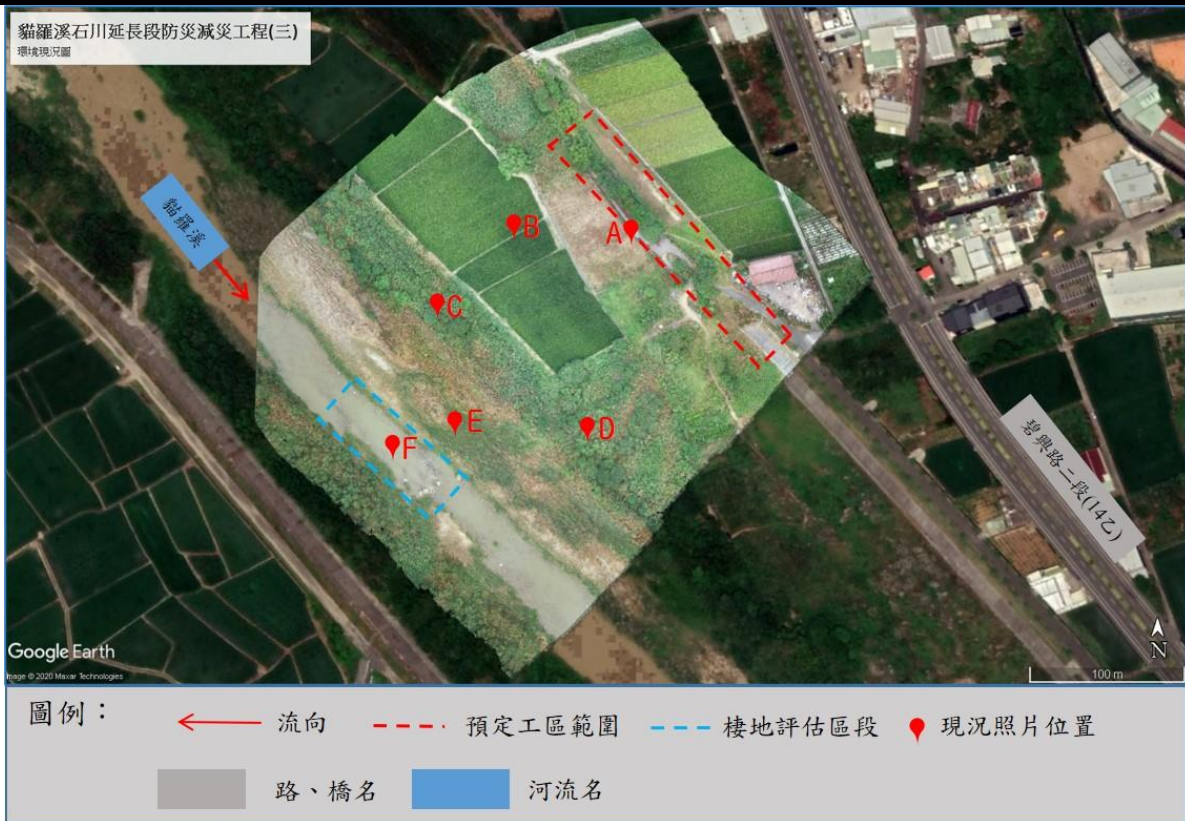 貓羅溪石川延長段防災減災工程(三)
環境現況圖
貓羅溪
A
B
C
D
E
F
碧興路二段(14乙)
N
100 m
Google Earth
Image © 2020 Maxar Technologies
圖例：
流向
預定工區範圍
棲地評估區段
現況照片位置
路、橋名
河流名